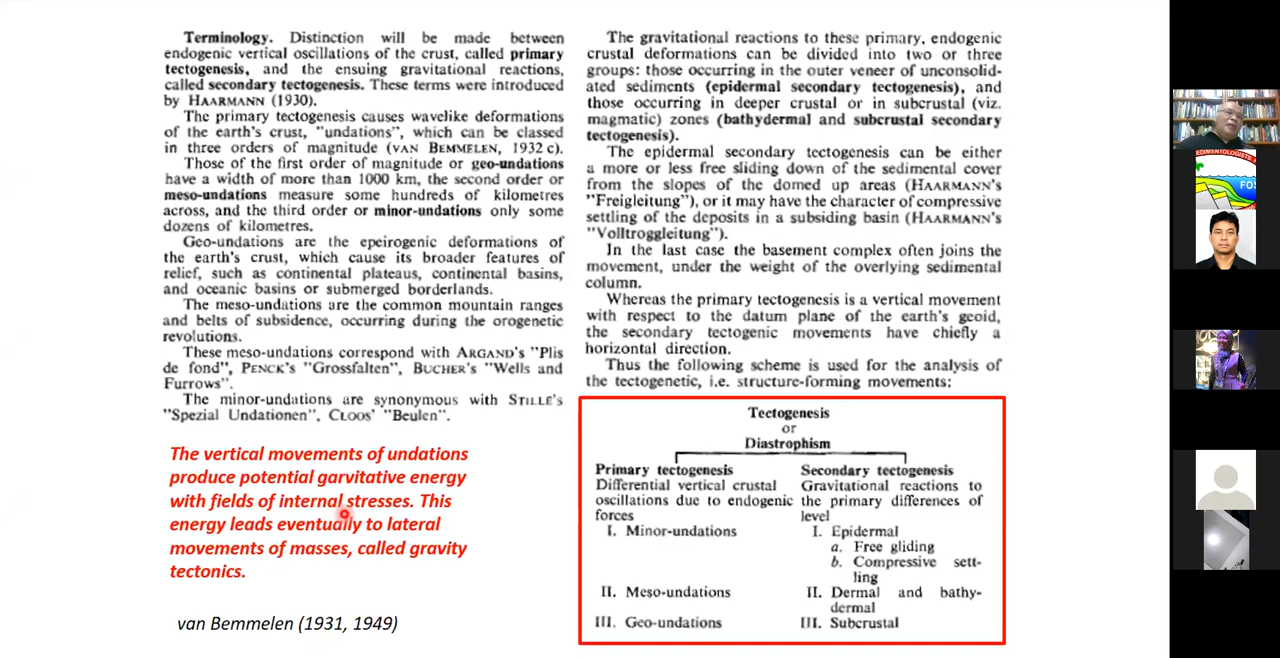 Terminology. Distinction will be made between
endogenic vertical oscillations of the crust, called primary
tectogenesis, and the ensuing gravitational reactions,
called secondary tectogenesis. These terms were introduced
by HAARMANN (1930).
The primary tectogenesis causes wavelike deformations
of the earth's crust, "undations", which can be classed
in three orders of magnitude (VAN BEMMELEN, 1932 c).
Those of the first order of magnitude or geo-undations
have a width of more than 1000 km, the second order or
meso-undations measure some hundreds of kilometres
across, and the third order or minor-undations only some
dozens of kilometres.
Geo-undations are the epeirogenic deformations of
the earth's crust, which cause its broader features of
relief, such as continental plateaus, continental basins,
and oceanic basins or submerged borderlands.
The meso-undations are the common mountain ranges
and belts of subsidence, occurring during the orogenetic
revolutions.
These meso-undations correspond with ARGAND's "Plis
de fond", PENCK's "Grossfalten", BUCHER's "Wells and
Furrows".
The minor-undations are synonymous with STILLE's
"Spezial Undationen", CLOOS' "Beulen".
The vertical movements of undations
produce potential garvitative energy
with fields of internal stresses. This
energy leads eventually to lateral
movements of masses, called gravity
tectonics.
van Bemmelen (1931, 1949)
The gravitational reactions to these primary, endogenic
crustal deformations can be divided into two or three
groups: those occurring in the outer veneer of unconsolid-
ated sediments (epidermal secondary tectogenesis), and
those occurring in deeper crustal or in subcrustal (viz.
magmatic) zones (bathydermal and subcrustal secondary
tectogenesis).
The epidermal secondary tectogenesis can be either
a more or less free sliding down of the sedimental cover
from the slopes of the domed up areas (HAARMANN's
"Freigleitung"), or it may have the character of compressive
settling of the deposits in a subsiding basin (HAARMANN's
"Volltroggleitung").
In the last case the basement complex often joins the
movement, under the weight of the overlying sedimental
column.
Whereas the primary tectogenesis is a vertical movement
with respect to the datum plane of the earth's geoid,
the secondary tectogenic movements have chiefly a
horizontal direction.
Thus the following scheme is used for the analysis of
the tectogenetic, i.e. structure-forming movements:
Tectogenesis
or
Diastrophism
Primary tectogenesis
Differential vertical crustal
oscillations due to endogenic
forces
I. Minor-undations
II. Meso-undations
III. Geo-undations
Secondary tectogenesis
Gravitational reactions to
the primary differences of
level
I. Epidermal
a. Free gliding
b. Compressive sett-
ling
II. Dermal and bathy-
dermal
III. Subcrustal
SEDIMENTOLOGISTS
FOS